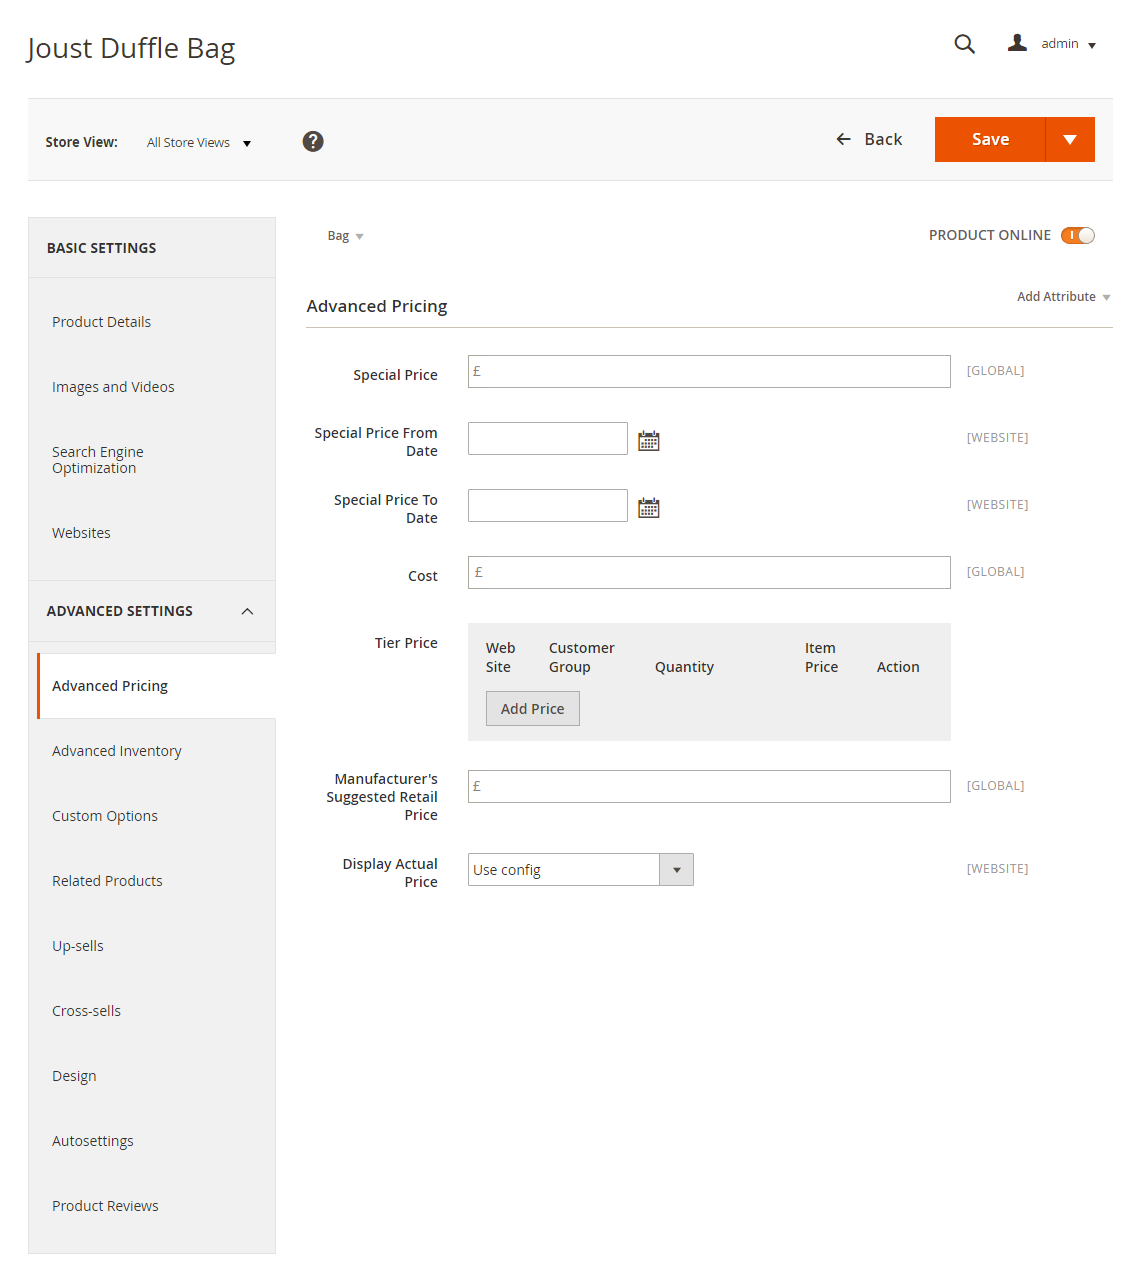 Joust Duffle Bag
admin
Store View: All Store Views ?
Back
Save
BASIC SETTINGS
Product Details
Images and Videos
Search Engine
Optimization
Websites
ADVANCED SETTINGS
Advanced Pricing
Advanced Inventory
Custom Options
Related Products
Up-sells
Cross-sells
Design
Autosettings
Product Reviews
Bag
PRODUCT ONLINE
Advanced Pricing
Add Attribute
Special Price £ [GLOBAL]
Special Price From
Date
[WEBSITE]
Special Price To
Date
[WEBSITE]
Cost £ [GLOBAL]
Tier Price
Web
Site
Customer
Group
Quantity
Item
Price
Action
Add Price
Manufacturer's
Suggested Retail
Price
£ [GLOBAL]
Display Actual
Price
Use config
[WEBSITE]